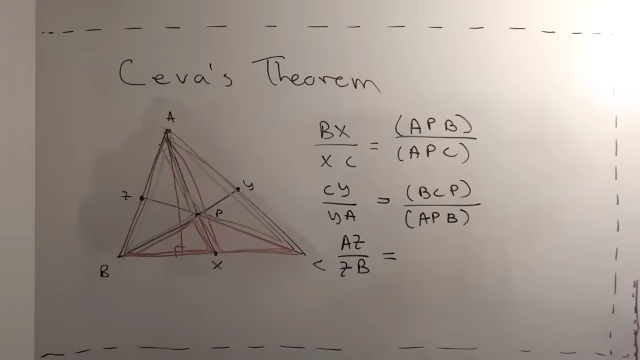 Ceva's Theorem
A
Z
Y
P
B
X
C
BX / XC = (APB) / (APC)
CY / YA = (BCP) / (APB)
AZ / ZB =